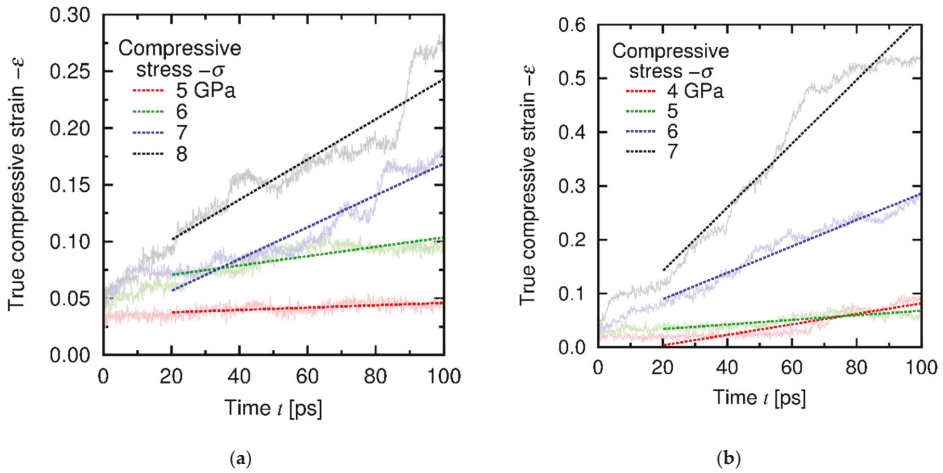 0.30
0.25
0.20
0.15
0.10
0.05
0.00
True compressive strain -ε
Compressive
stress -σ
5 GPa
6
7
8
0 20 40 60 80 100
Time t [ps]
(a)
0.6
0.5
0.4
0.3
0.2
0.1
0.0
True compressive strain -ε
Compressive
stress -σ
4 GPa
5
6
7
0 20 40 60 80 100
Time t [ps]
(b)